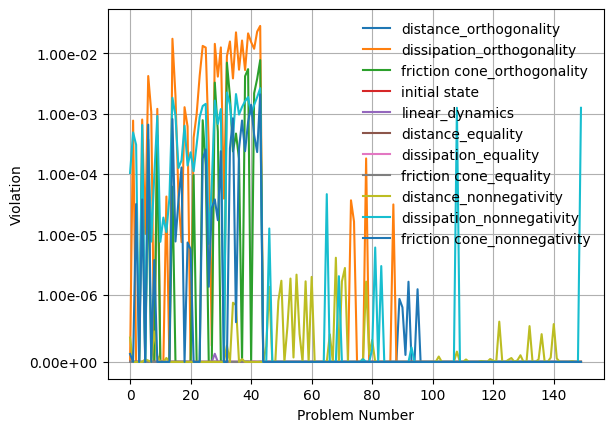 1.00e-02
1.00e-03
1.00e-04
1.00e-05
1.00e-06
0.00e+00
Violation
0 20 40 60 80 100 120 140
Problem Number
distance_orthogonality
dissipation_orthogonality
friction cone_orthogonality
initial state
linear_dynamics
distance_equality
dissipation_equality
friction cone_equality
distance_nonnegativity
dissipation_nonnegativity
friction cone_nonnegativity